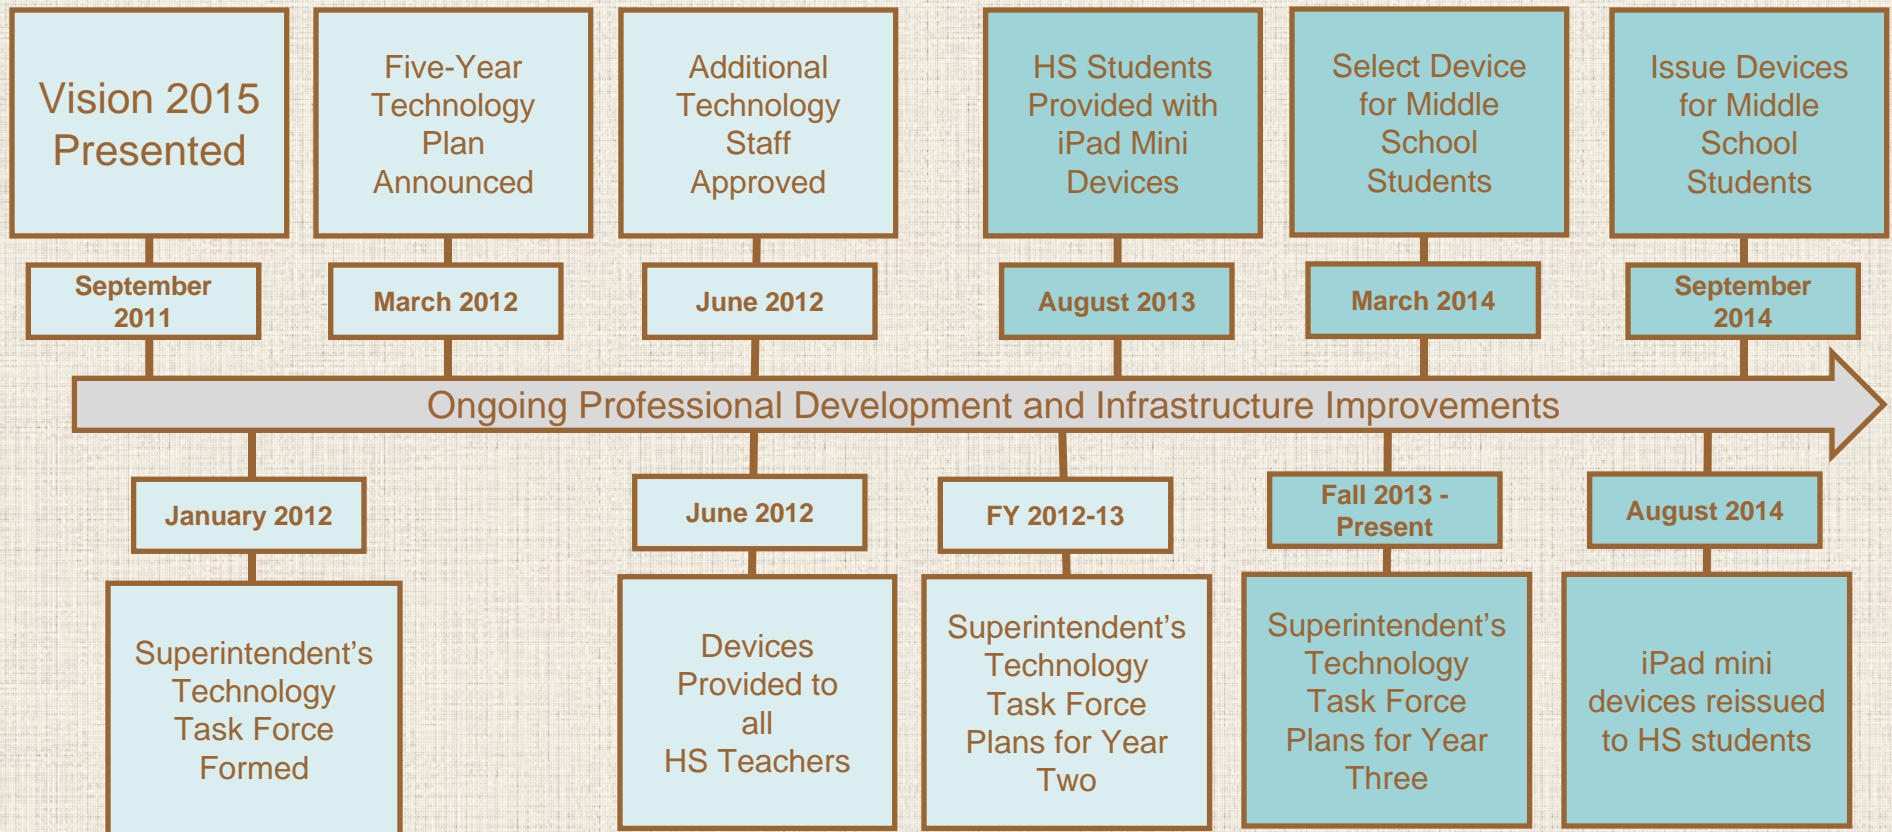 Vision 2015
Presented
Five-Year
Technology
Plan
Announced
Additional
Technology
Staff
Approved
HS Students
Provided with
iPad Mini
Devices
Select Device
for Middle
School
Students
Issue Devices
for Middle
School
Students
September
2011
March 2012
June 2012
August 2013
March 2014
September
2014
Ongoing Professional Development and Infrastructure Improvements
January 2012
June 2012
FY 2012-13
Fall 2013 -
Present
August 2014
Superintendent’s
Technology
Task Force
Formed
Devices
Provided to
all
HS Teachers
Superintendent’s
Technology
Task Force
Plans for Year
Two
Superintendent’s
Technology
Task Force
Plans for Year
Three
iPad mini
devices reissued
to HS students